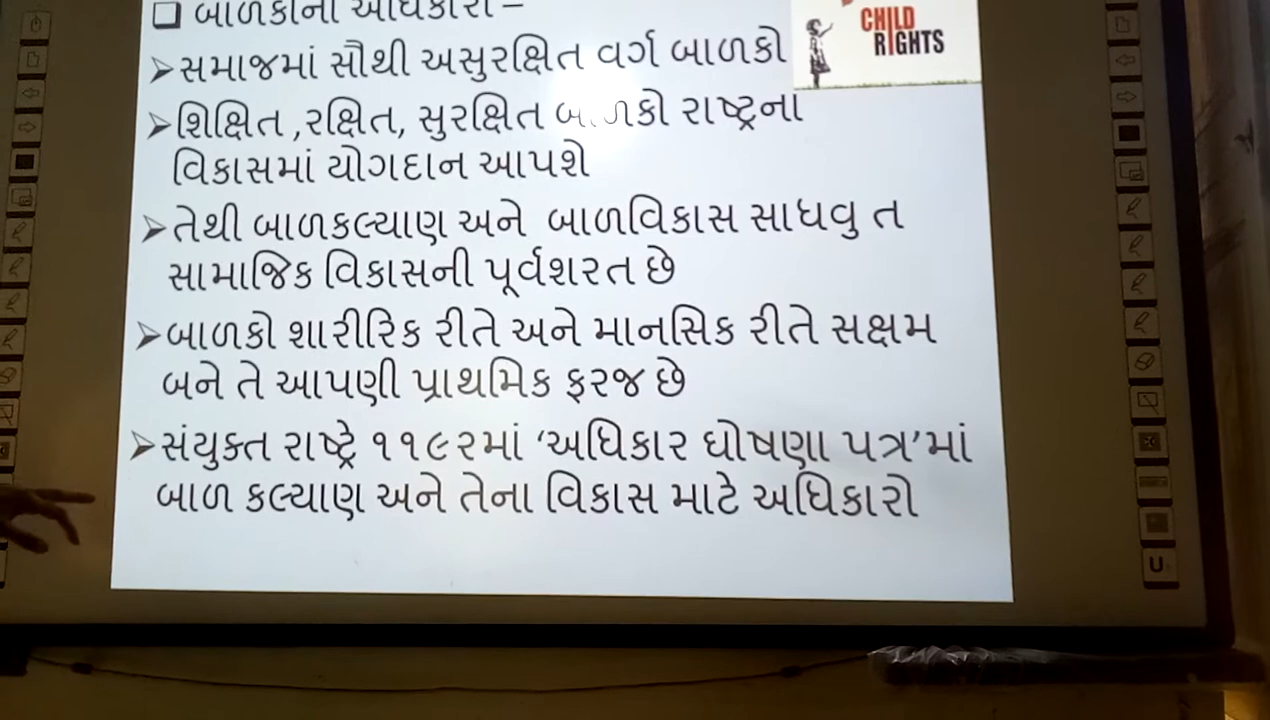 ❑ બાળકોના અધિકારો –
CHILD
RIGHTS
➢સમાજમાં સૌથી અસુરક્ષિત વર્ગ બાળકો
➢શિક્ષિત ,રક્ષિત, સુરક્ષિત બાળકો રાષ્ટ્રના
વિકાસમાં યોગદાન આપશે
➢તેથી બાળકલ્યાણ અને બાળવિકાસ સાધવુ ત
સામાજિક વિકાસની પૂર્વશરત છે
➢બાળકો શારીરિક રીતે અને માનસિક રીતે સક્ષમ
બને તે આપણી પ્રાથમિક ફરજ છે
➢સંયુક્ત રાષ્ટ્રે ૧૧૯૨માં ‘અધિકાર ઘોષણા પત્ર’માં
બાળ કલ્યાણ અને તેના વિકાસ માટે અધિકારો